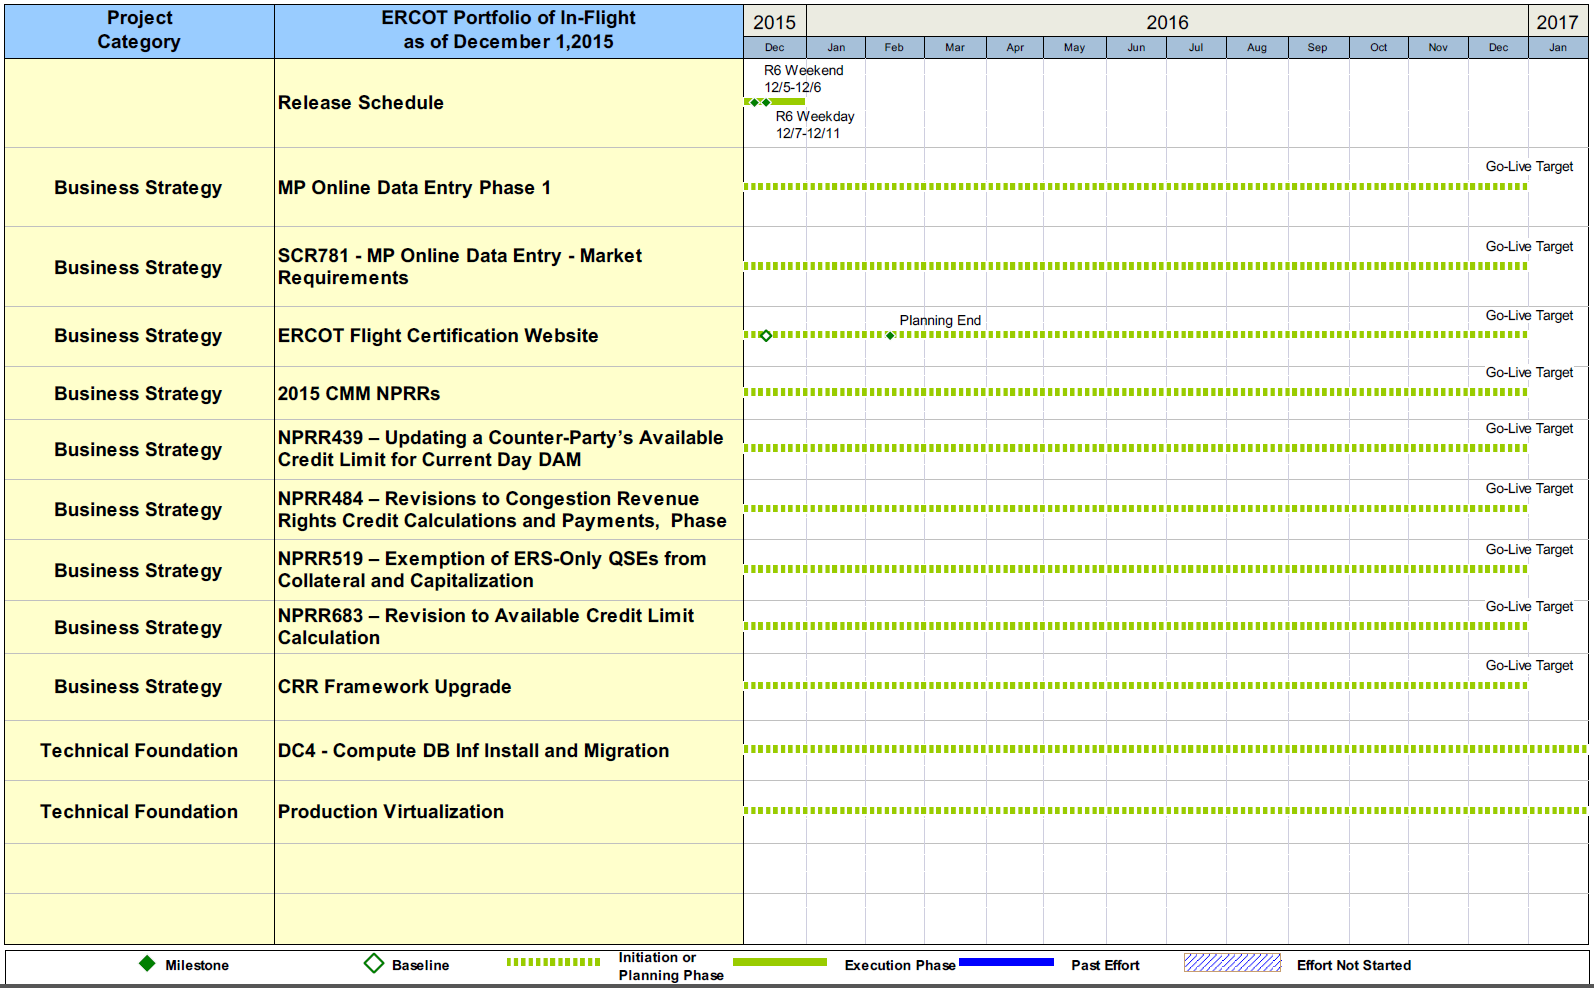 Project
Category
ERCOT Portfolio of In-Flight
as of December 1,2015
2015
2016
2017
Dec
Jan
Feb
Mar
Apr
May
Jun
Jul
Aug
Sep
Oct
Nov
Dec
Jan
Release Schedule
R6 Weekend
12/5-12/6
R6 Weekday
12/7-12/11
Business Strategy
MP Online Data Entry Phase 1
Go-Live Target
Business Strategy
SCR781 - MP Online Data Entry - Market
Requirements
Go-Live Target
Business Strategy
ERCOT Flight Certification Website
Planning End
Go-Live Target
Business Strategy
2015 CMM NPRRs
Go-Live Target
Business Strategy
NPRR439 – Updating a Counter-Party’s Available
Credit Limit for Current Day DAM
Go-Live Target
Business Strategy
NPRR484 – Revisions to Congestion Revenue
Rights Credit Calculations and Payments,  Phase
Go-Live Target
Business Strategy
NPRR519 – Exemption of ERS-Only QSEs from
Collateral and Capitalization
Go-Live Target
Business Strategy
NPRR683 – Revision to Available Credit Limit
Calculation
Go-Live Target
Business Strategy
CRR Framework Upgrade
Go-Live Target
Technical Foundation
DC4 - Compute DB Inf Install and Migration
Technical Foundation
Production Virtualization
Milestone
Baseline
Initiation or
Planning Phase
Execution Phase
Past Effort
Effort Not Started